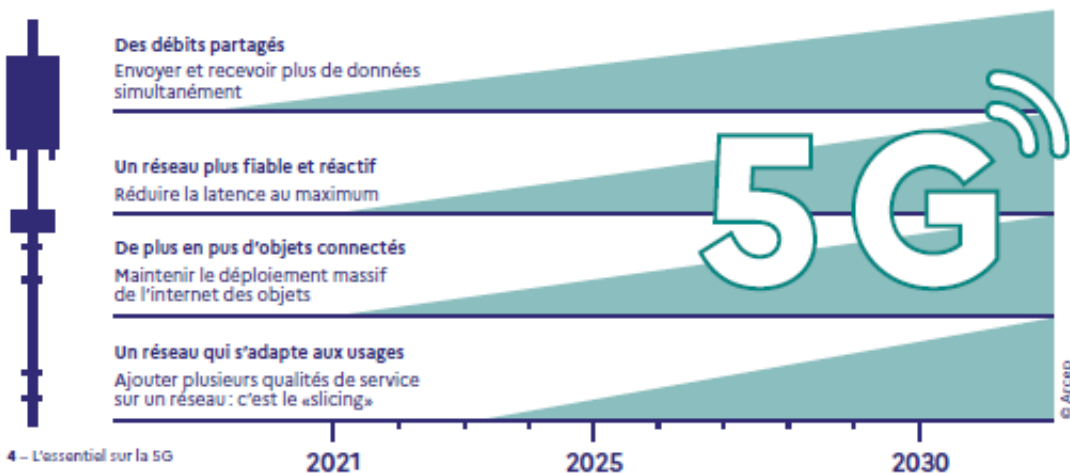 Des débits partagés
Envoyer et recevoir plus de données
simultanément
Un réseau plus fiable et réactif
Réduire la latence au maximum
De plus en pus d'objets connectés
Maintenir le déploiement massif
de l'internet des objets
Un réseau qui s'adapte aux usages
Ajouter plusieurs qualités de service
sur un réseau : c'est le «slicing»
5G
© Arcep
4 – L'essentiel sur la 5G
2021 2025 2030